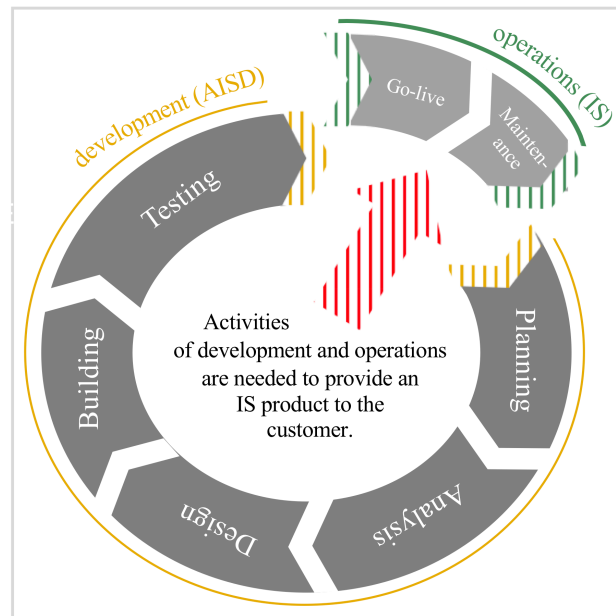 operations (IS)
development (AISD)
Go-live
Mainten-
ance
Testing
Planning
Building
Analysis
Design
Activities
of development and operations
are needed to provide an
IS product to the
customer.